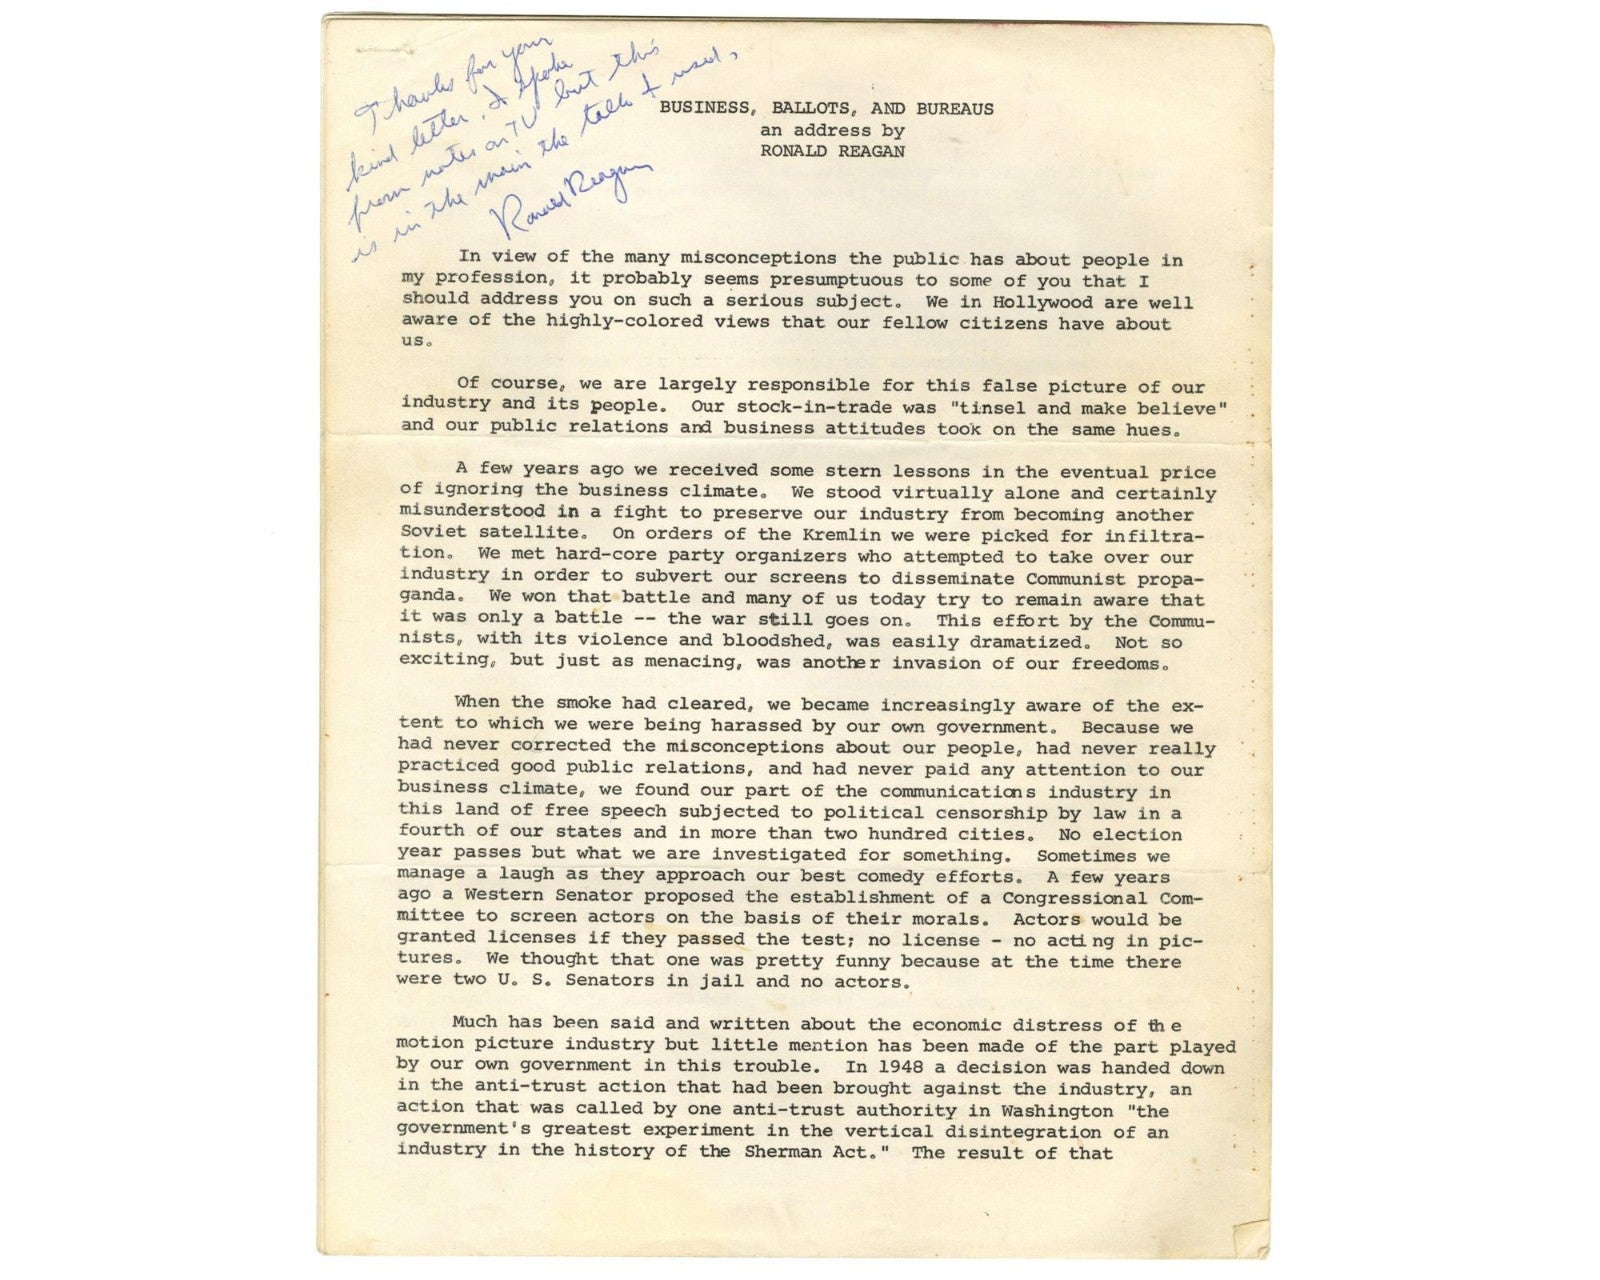 Thanks for your
kind letter. I spoke
from notes on TV but this
is in the main the talk I used,
Ronald Reagan
BUSINESS, BALLOTS, AND BUREAUS
an address by
RONALD REAGAN
In view of the many misconceptions the public has about people in
my profession, it probably seems presumptuous to some of you that I
should address you on such a serious subject. We in Hollywood are well
aware of the highly-colored views that our fellow citizens have about
us.
Of course, we are largely responsible for this false picture of our
industry and its people. Our stock-in-trade was "tinsel and make believe"
and our public relations and business attitudes took on the same hues.
A few years ago we received some stern lessons in the eventual price
of ignoring the business climate. We stood virtually alone and certainly
misunderstood in a fight to preserve our industry from becoming another
Soviet satellite. On orders of the Kremlin we were picked for infiltra-
tion. We met hard-core party organizers who attempted to take over our
industry in order to subvert our screens to disseminate Communist propa-
ganda. We won that battle and many of us today try to remain aware that
it was only a battle -- the war still goes on. This effort by the Commu-
nists, with its violence and bloodshed, was easily dramatized. Not so
exciting, but just as menacing, was another invasion of our freedoms.
When the smoke had cleared, we became increasingly aware of the ex-
tent to which we were being harassed by our own government. Because we
had never corrected the misconceptions about our people, had never really
practiced good public relations, and had never paid any attention to our
business climate, we found our part of the communications industry in
this land of free speech subjected to political censorship by law in a
fourth of our states and in more than two hundred cities. No election
year passes but what we are investigated for something. Sometimes we
manage a laugh as they approach our best comedy efforts. A few years
ago a Western Senator proposed the establishment of a Congressional Com-
mittee to screen actors on the basis of their morals. Actors would be
granted licenses if they passed the test; no license - no acting in pic-
tures. We thought that one was pretty funny because at the time there
were two U. S. Senators in jail and no actors.
Much has been said and written about the economic distress of the
motion picture industry but little mention has been made of the part played
by our own government in this trouble. In 1948 a decision was handed down
in the anti-trust action that had been brought against the industry, an
action that was called by one anti-trust authority in Washington "the
government's greatest experiment in the vertical disintegration of an
industry in the history of the Sherman Act." The result of that